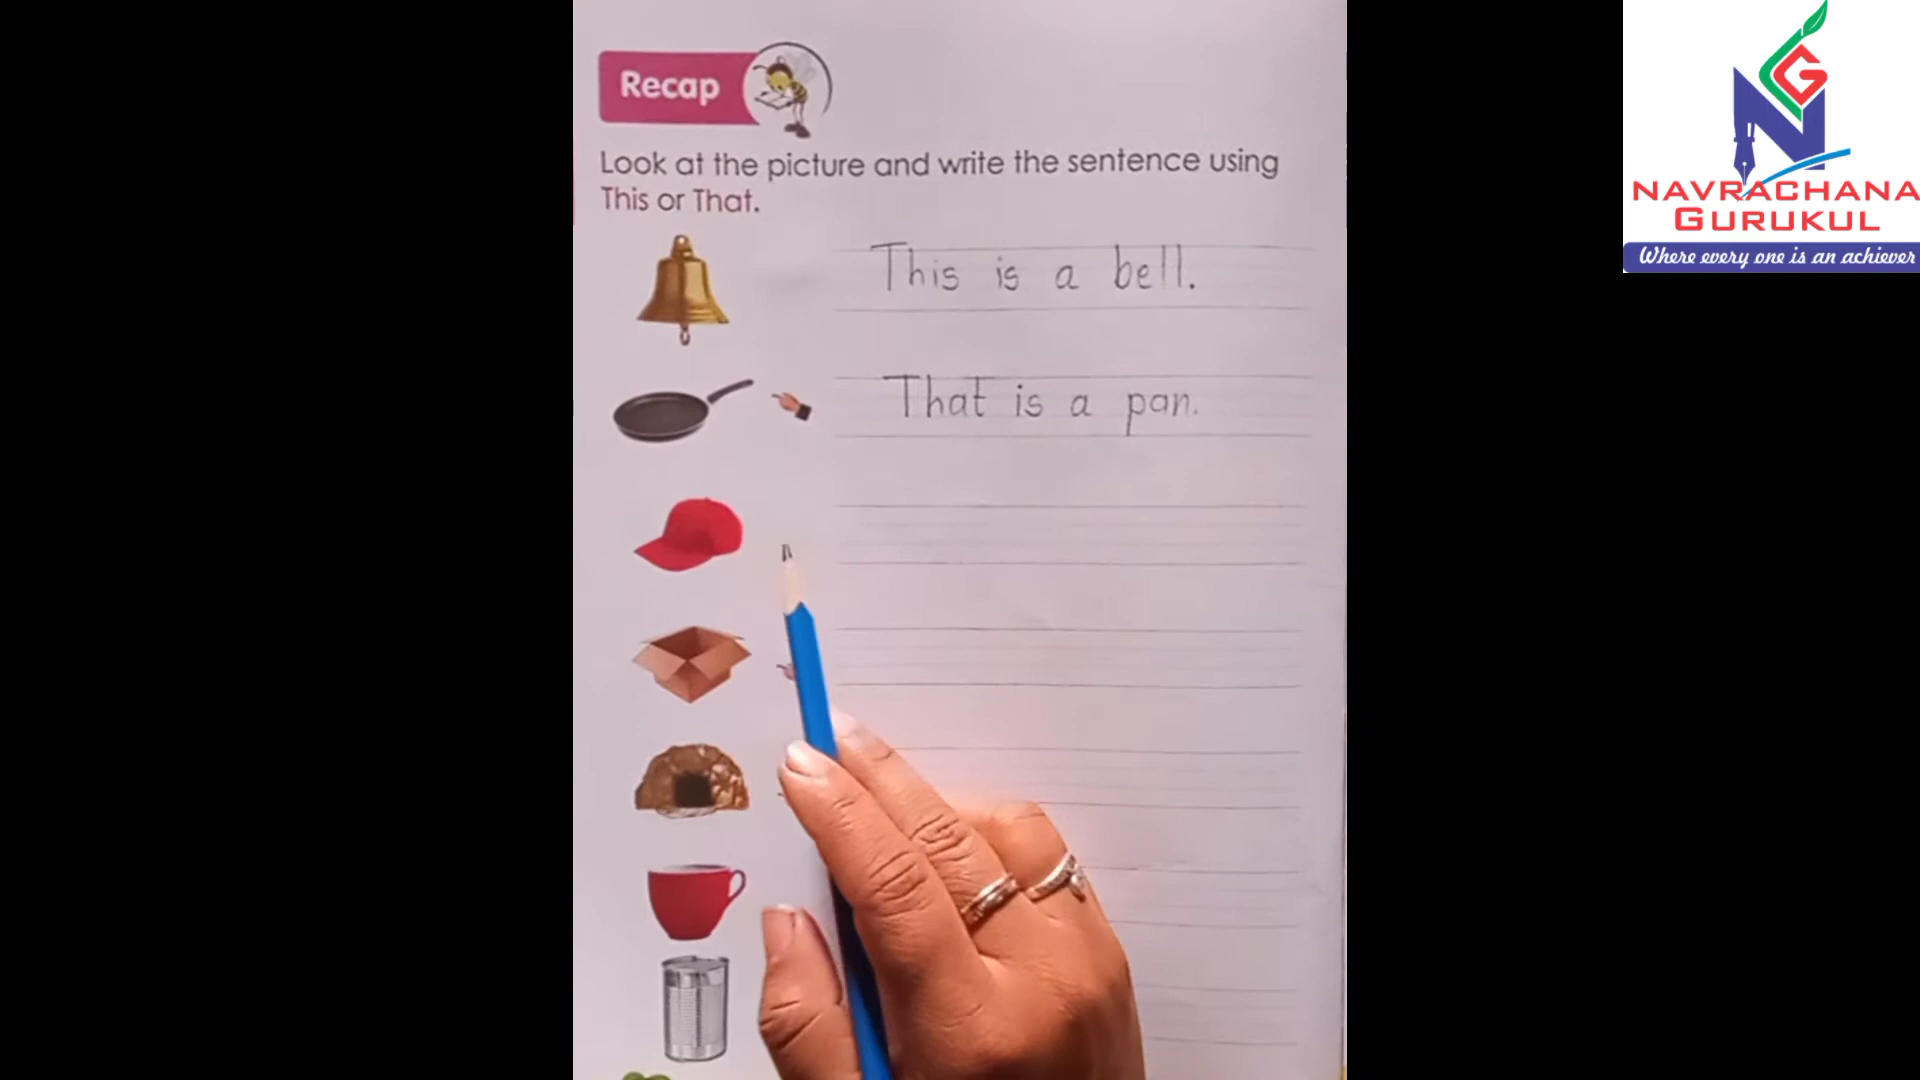 Recap
Look at the picture and write the sentence using
This or That.
This is a bell.
That is a pan.
NG
NAVRACHANA
GURUKUL
Where every one is an achiever